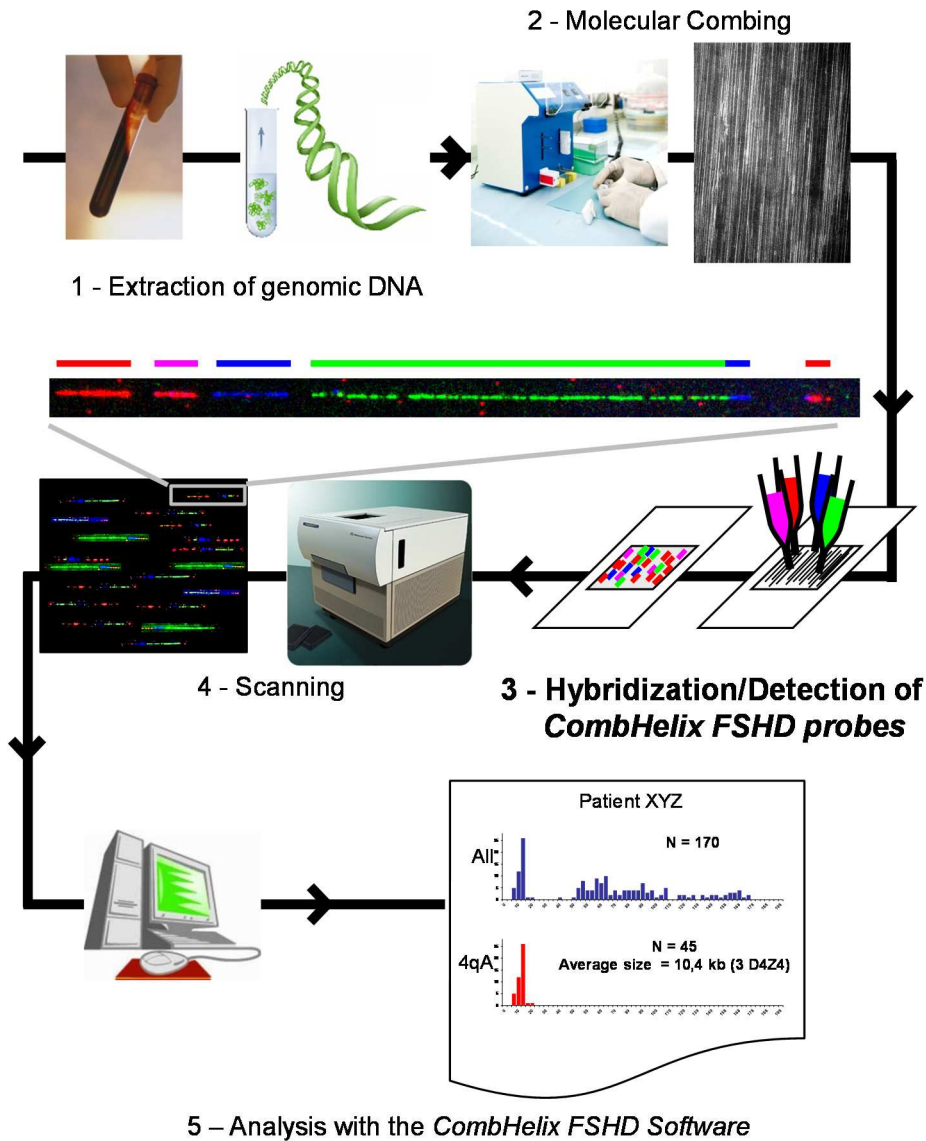 2 - Molecular Combing
1 - Extraction of genomic DNA
4 - Scanning
3 - Hybridization/Detection of
CombHelix FSHD probes
Patient XYZ
All
N = 170
4qA
N = 45
Average size = 10,4 kb (3 D4Z4)
5 – Analysis with the CombHelix FSHD Software